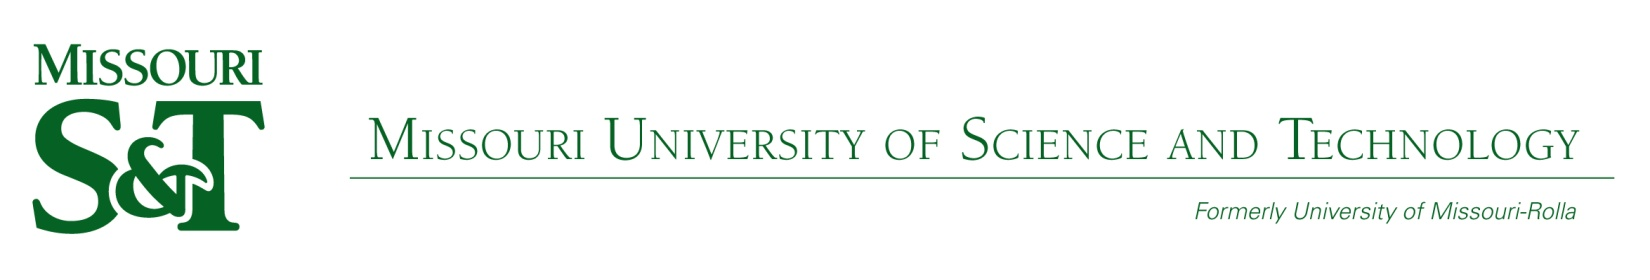 MISSOURI
S&T
MISSOURI UNIVERSITY OF SCIENCE AND TECHNOLOGY
Formerly University of Missouri-Rolla